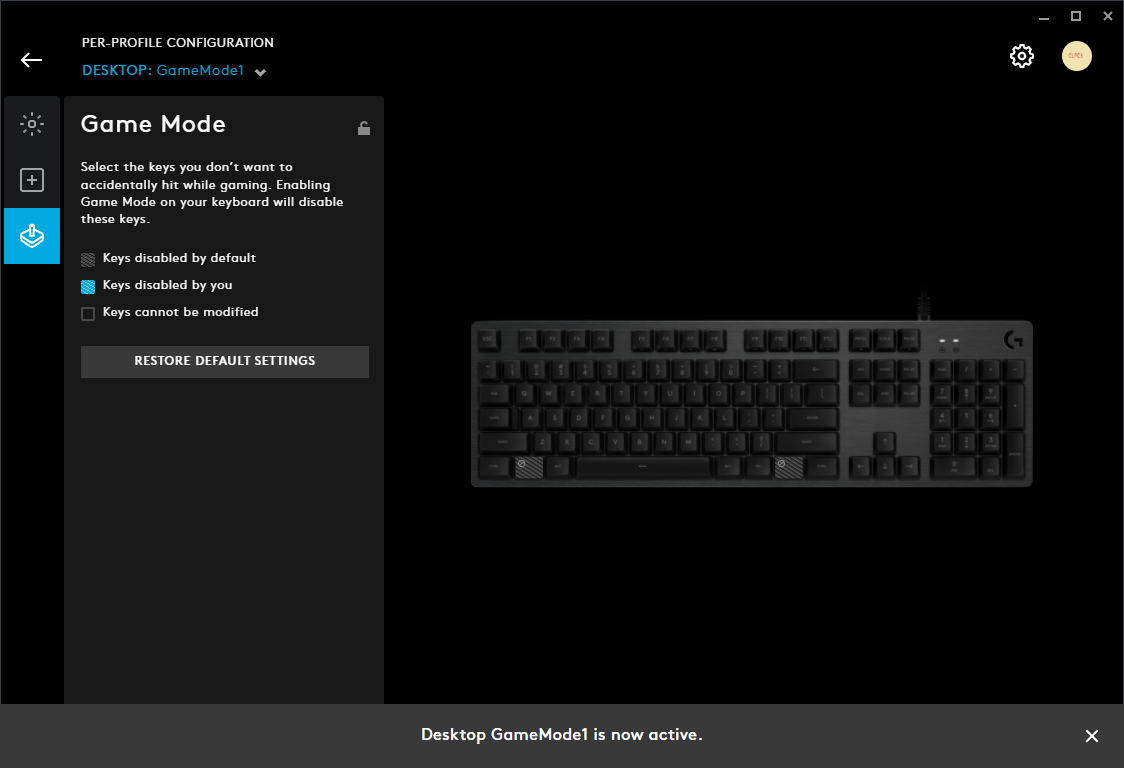 PER-PROFILE CONFIGURATION
DESKTOP: GameMode1
Game Mode
Select the keys you don't want to
accidentally hit while gaming. Enabling
Game Mode on your keyboard will disable
these keys.
Keys disabled by default
Keys disabled by you
Keys cannot be modified
RESTORE DEFAULT SETTINGS
Q W E R T Y U I O P
A S D F G H J K L
Z X C V B N M
Desktop GameMode1 is now active.